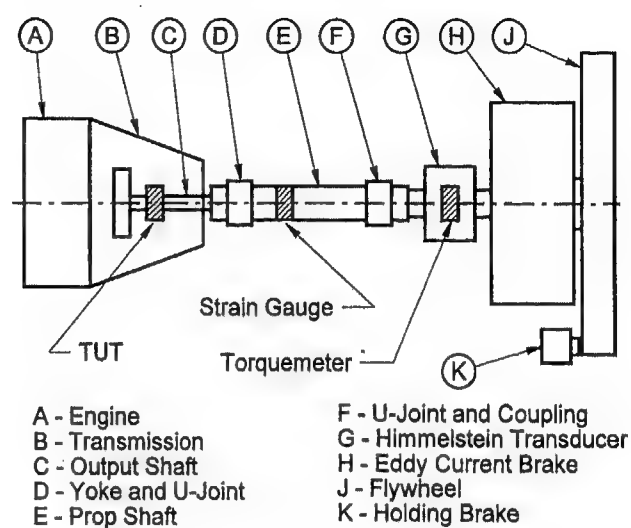 A B C D E F G H J
Strain Gauge
TUT
Torquemeter
K
A - Engine
B - Transmission
C - Output Shaft
D - Yoke and U-Joint
E - Prop Shaft
F - U-Joint and Coupling
G - Himmelstein Transducer
H - Eddy Current Brake
J - Flywheel
K - Holding Brake